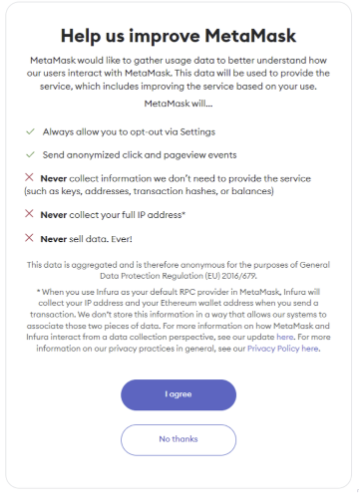 Help us improve MetaMask
MetaMask would like to gather usage data to better understand how
our users interact with MetaMask. This data will be used to provide the
service, which includes improving the service based on your use.
MetaMask will...
Always allow you to opt-out via Settings
Send anonymized click and pageview events
Never collect information we don't need to provide the service
(such as keys, addresses, transaction hashes, or balances)
Never collect your full IP address*
Never sell data. Ever!
This data is aggregated and is therefore anonymous for the purposes of General
Data Protection Regulation (EU) 2016/679.
* When you use Infura as your default RPC provider in MetaMask, Infura will
collect your IP address and your Ethereum wallet address when you send a
transaction. We don't store this information in a way that allows our systems to
associate those two pieces of data. For more information on how MetaMask and
Infura interact from a data collection perspective, see our update here. For more
information on our privacy practices in general, see our Privacy Policy here.
I agree
No thanks